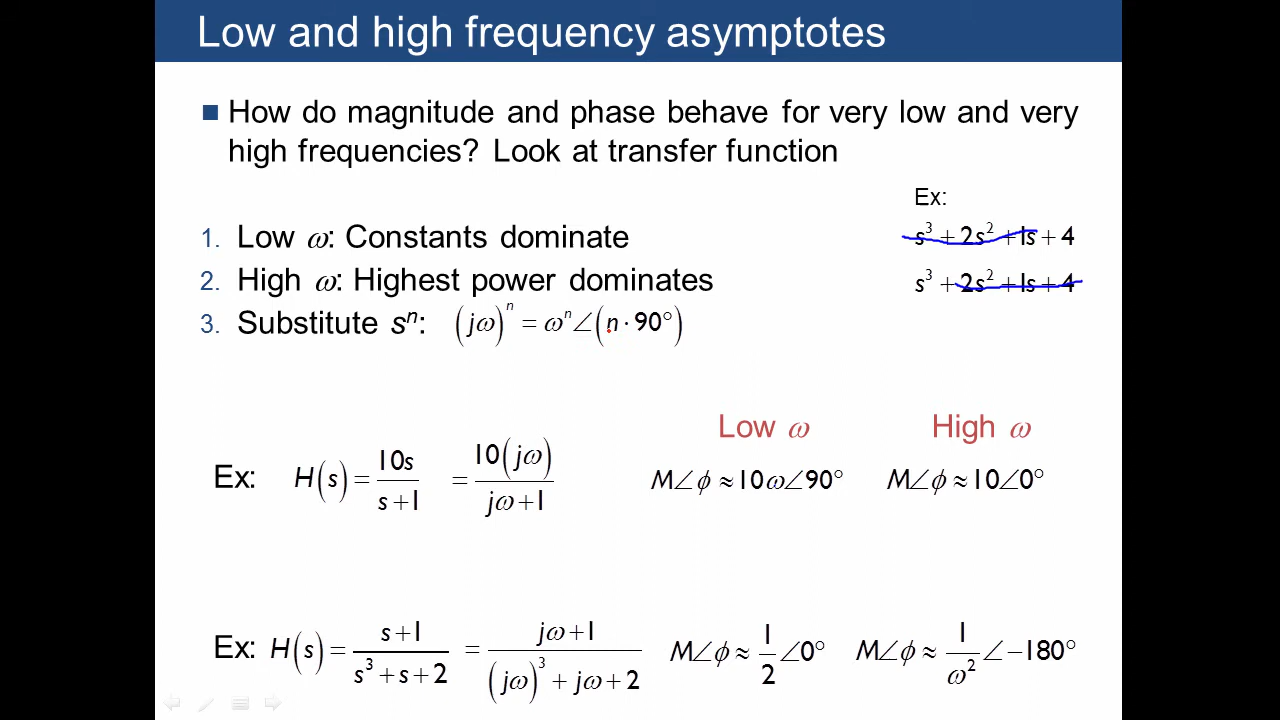 Low and high frequency asymptotes
■ How do magnitude and phase behave for very low and very
high frequencies? Look at transfer function
Ex:
1. Low ω: Constants dominate
s³ + 2s² + 1s + 4
2. High ω: Highest power dominates
s³ + 2s² + 1s + 4
3. Substitute sⁿ: (jω)ⁿ = ωⁿ∠(n · 90°)
Low ω High ω
Ex: H(s) = 10s / (s+1) = 10(jω) / (jω+1) M∠ϕ ≈ 10ω∠90° M∠ϕ ≈ 10∠0°
Ex: H(s) = (s+1) / (s³+s+2) = (jω+1) / ((jω)³ + jω + 2) M∠ϕ ≈ 1/2 ∠0° M∠ϕ ≈ 1/ω² ∠−180°